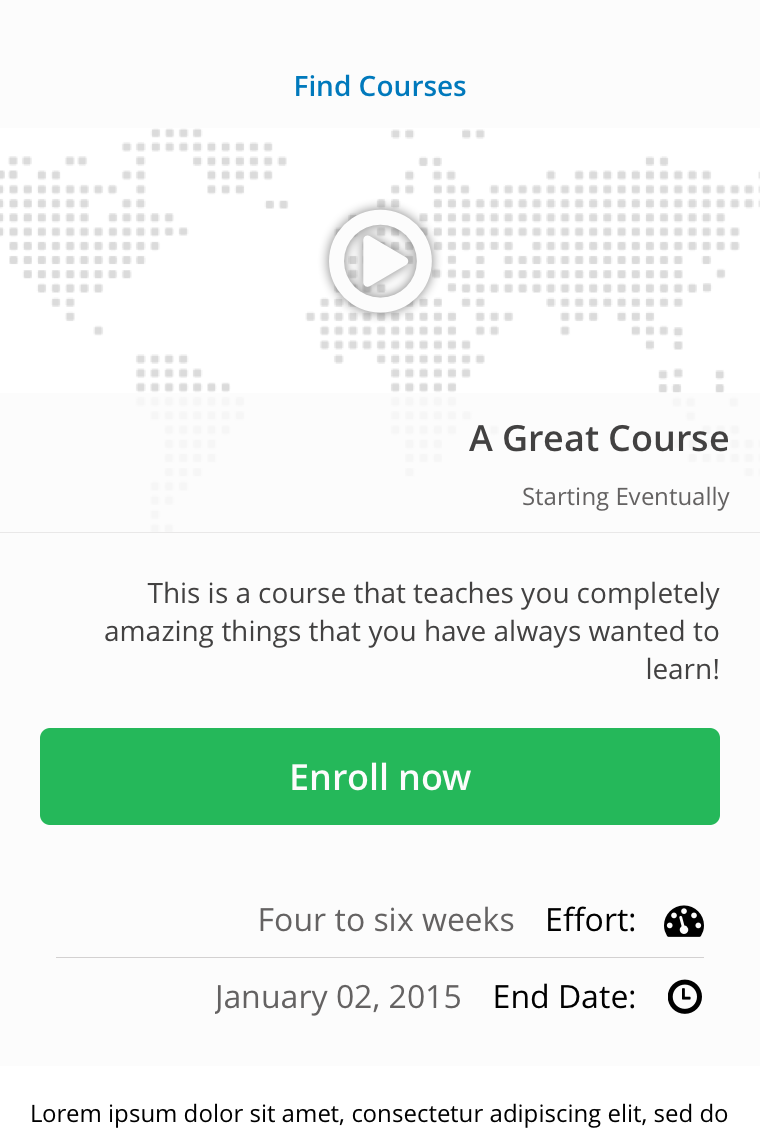 Find Courses
A Great Course
Starting Eventually
This is a course that teaches you completely
amazing things that you have always wanted to
learn!
Enroll now
Effort: Four to six weeks
End Date: January 02, 2015
Lorem ipsum dolor sit amet, consectetur adipiscing elit, sed do